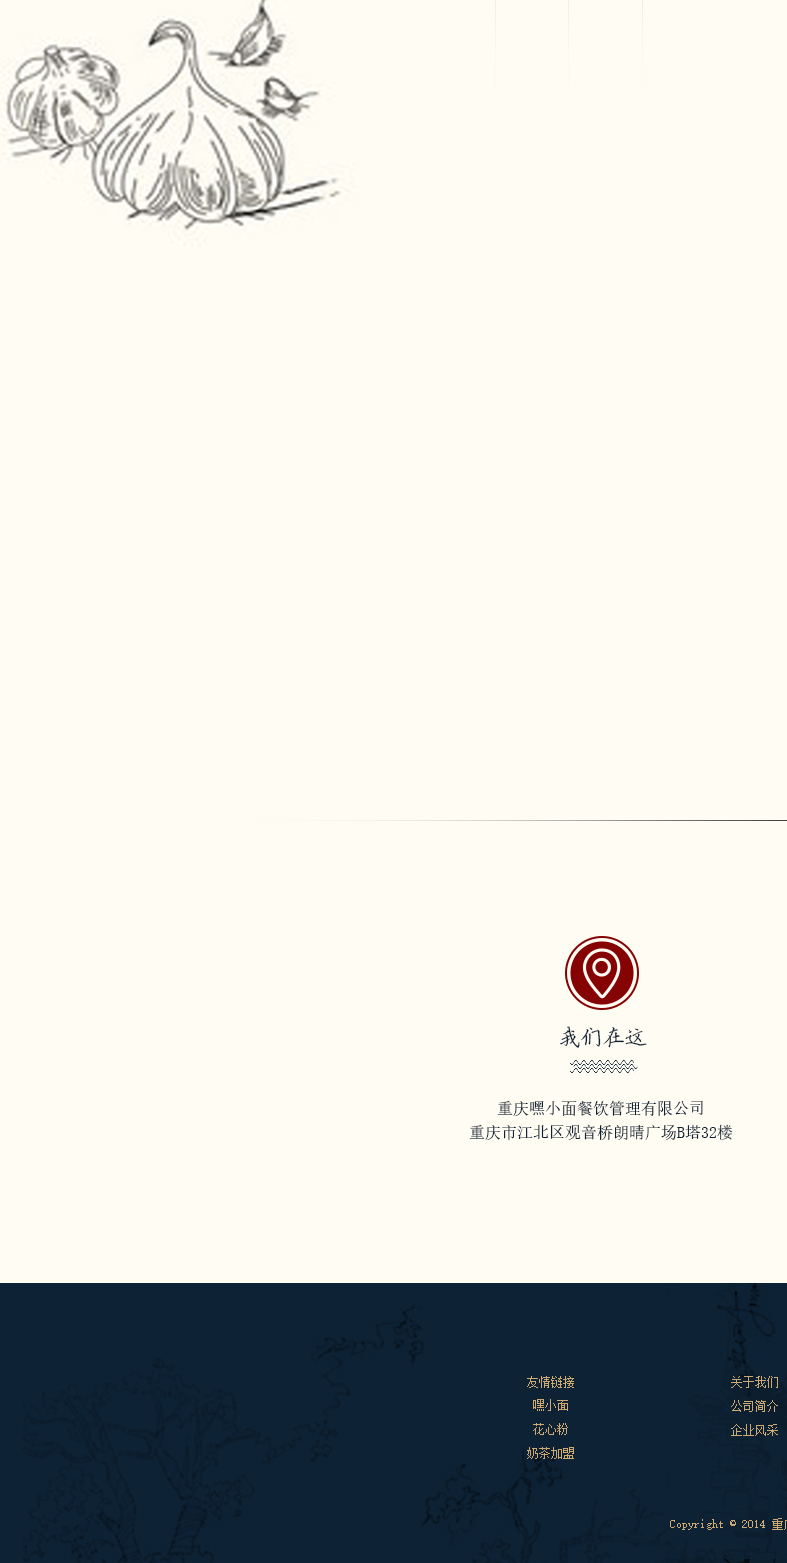 我们在这
重庆嘿小面餐饮管理有限公司
重庆市江北区观音桥朗晴广场B塔32楼
友情链接
嘿小面
花心粉
奶茶加盟
关于我们
公司简介
企业风采
Copyright © 2014 重